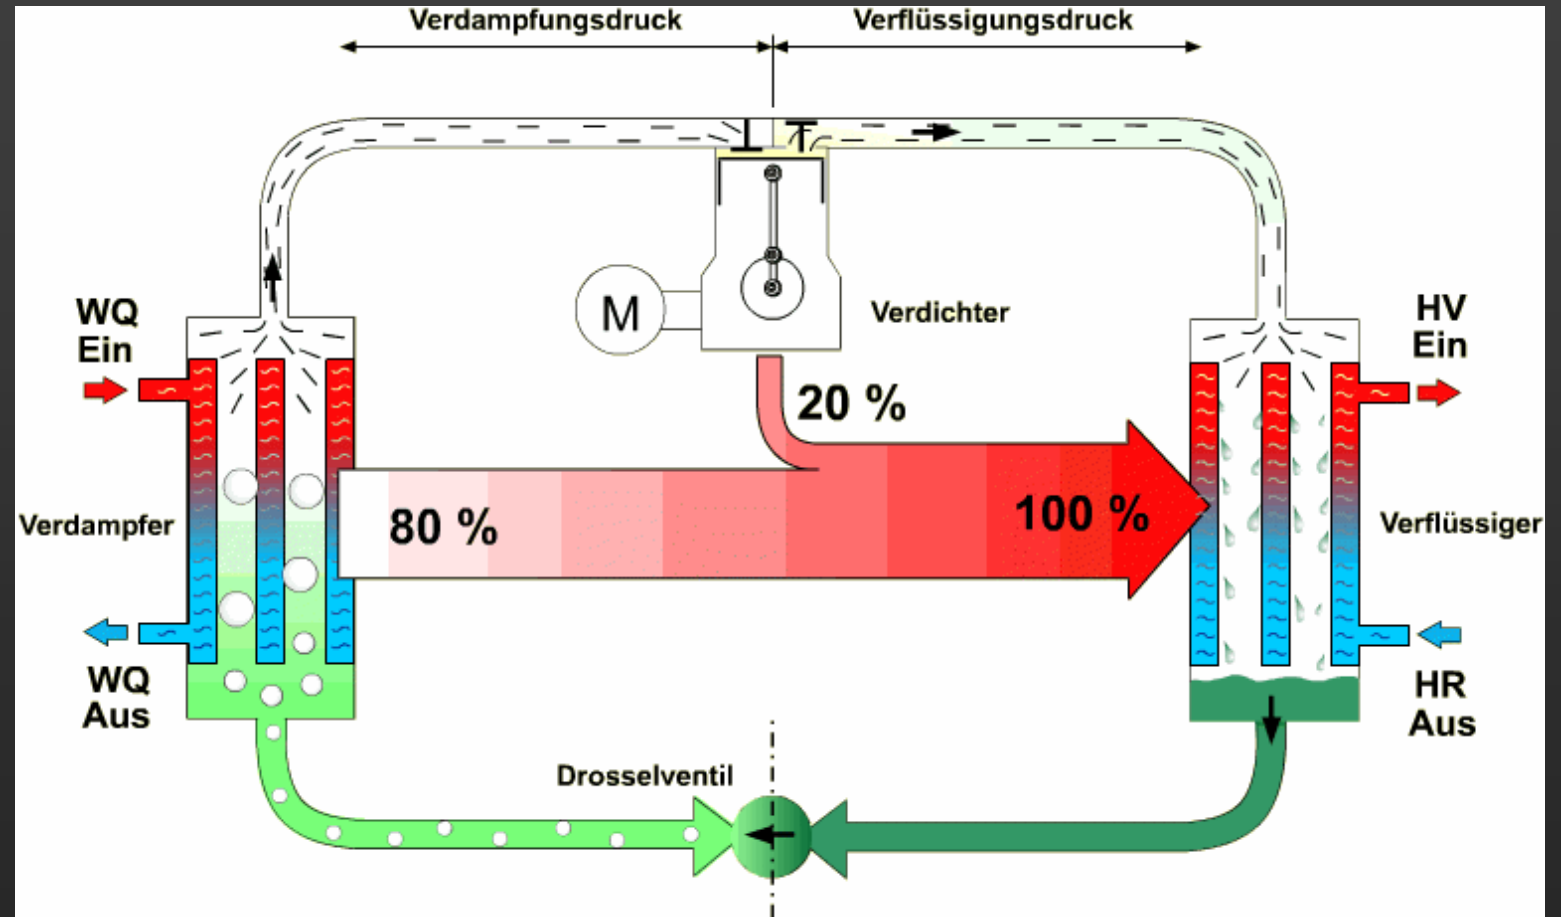 Verdampfungsdruck
Verflüssigungsdruck
WQ
Ein
M
Verdichter
HV
Ein
20 %
80 %
100 %
Verdampfer
Verflüssiger
WQ
Aus
HR
Aus
Drosselventil